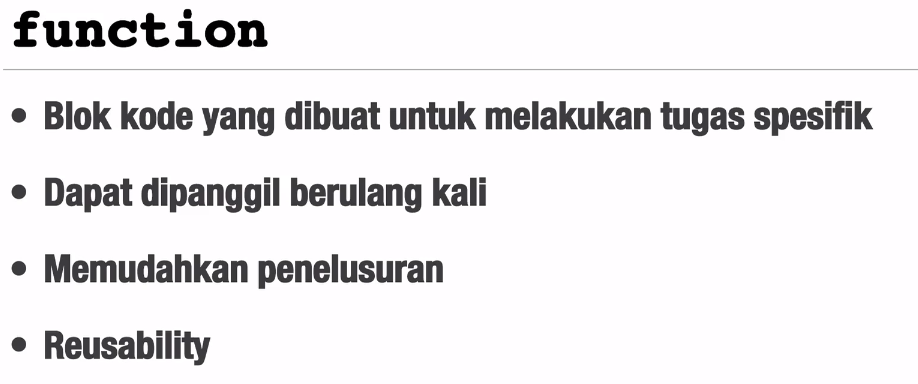 function
• Blok kode yang dibuat untuk melakukan tugas spesifik
• Dapat dipanggil berulang kali
• Memudahkan penelusuran
• Reusability